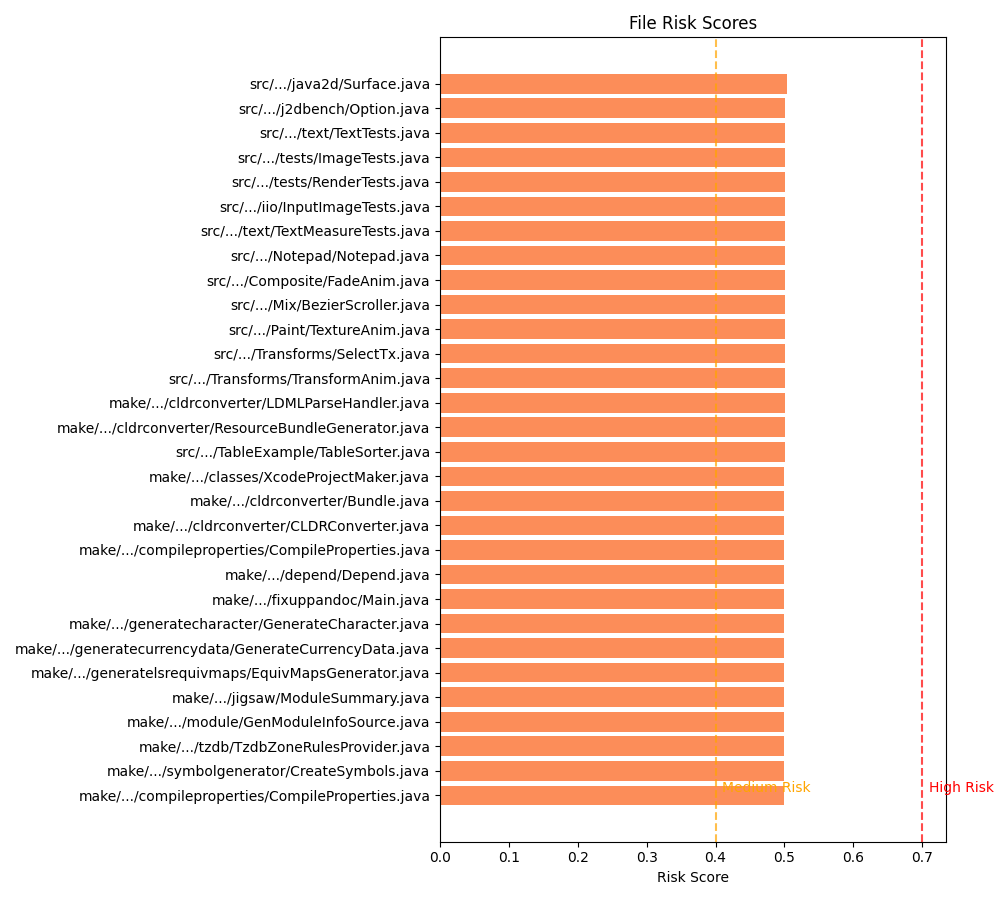 File Risk Scores
src/.../java2d/Surface.java
src/.../j2dbench/Option.java
src/.../text/TextTests.java
src/.../tests/ImageTests.java
src/.../tests/RenderTests.java
src/.../iio/InputImageTests.java
src/.../text/TextMeasureTests.java
src/.../Notepad/Notepad.java
src/.../Composite/FadeAnim.java
src/.../Mix/BezierScroller.java
src/.../Paint/TextureAnim.java
src/.../Transforms/SelectTx.java
src/.../Transforms/TransformAnim.java
make/.../cldrconverter/LDMLParseHandler.java
make/.../cldrconverter/ResourceBundleGenerator.java
src/.../TableExample/TableSorter.java
make/.../classes/XcodeProjectMaker.java
make/.../cldrconverter/Bundle.java
make/.../cldrconverter/CLDRConverter.java
make/.../compileproperties/CompileProperties.java
make/.../depend/Depend.java
make/.../fixuppandoc/Main.java
make/.../generatecharacter/GenerateCharacter.java
make/.../generatecurrencydata/GenerateCurrencyData.java
make/.../generatelsrequivmaps/EquivMapsGenerator.java
make/.../jigsaw/ModuleSummary.java
make/.../module/GenModuleInfoSource.java
make/.../tzdb/TzdbZoneRulesProvider.java
make/.../symbolgenerator/CreateSymbols.java
make/.../compileproperties/CompileProperties.java
Medium Risk
High Risk
0.0 0.1 0.2 0.3 0.4 0.5 0.6 0.7
Risk Score